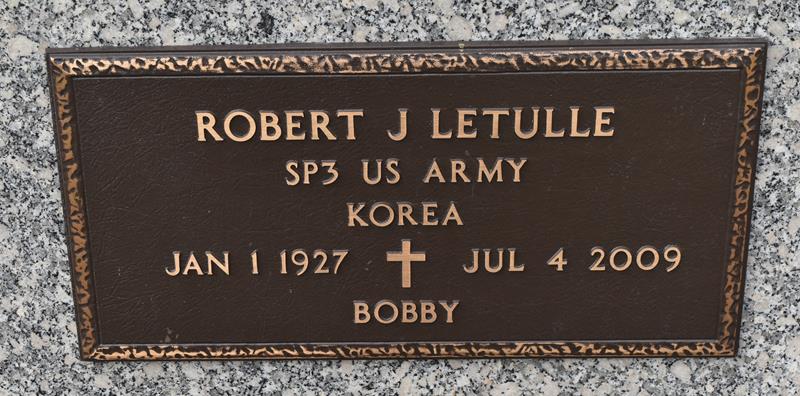 ROBERT J LETULLE
SP3 US ARMY
KOREA
JAN 1 1927 JUL 4 2009
BOBBY